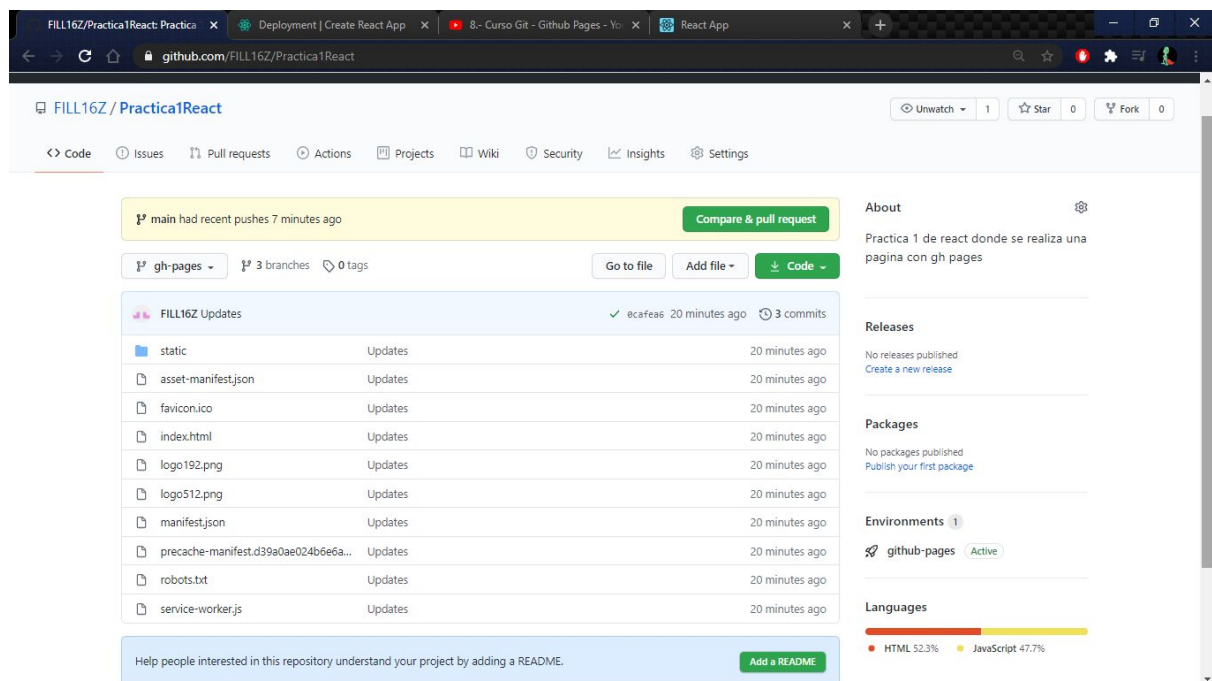 FILL16Z/Practica1React: Practica
Deployment | Create React App
8.- Curso Git - Github Pages - Yo
React App
github.com/FILL16Z/Practica1React
FILL16Z / Practica1React
Unwatch 1 Star 0 Fork 0
Code Issues Pull requests Actions Projects Wiki Security Insights Settings
main had recent pushes 7 minutes ago Compare & pull request
gh-pages 3 branches 0 tags Go to file Add file Code
FILL16Z Updates 0cafea6 20 minutes ago 3 commits
static Updates 20 minutes ago
asset-manifest.json Updates 20 minutes ago
favicon.ico Updates 20 minutes ago
index.html Updates 20 minutes ago
logo192.png Updates 20 minutes ago
logo512.png Updates 20 minutes ago
manifest.json Updates 20 minutes ago
precache-manifest.d39a0ae024b6e6a... Updates 20 minutes ago
robots.txt Updates 20 minutes ago
service-worker.js Updates 20 minutes ago
Help people interested in this repository understand your project by adding a README. Add a README
About
Practica 1 de react donde se realiza una
pagina con gh pages
Releases
No releases published
Create a new release
Packages
No packages published
Publish your first package
Environments 1
github-pages Active
Languages
HTML 52.3% JavaScript 47.7%